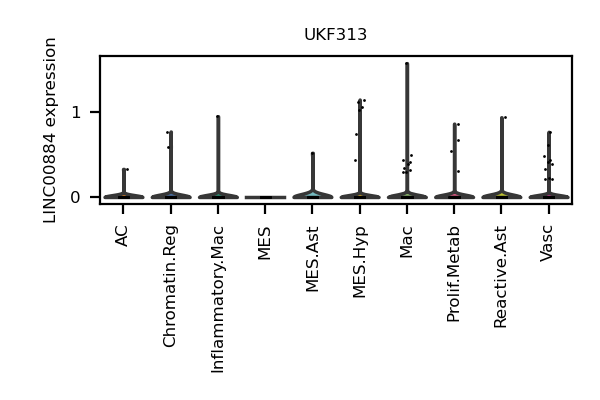 UKF313
LINC00884 expression
1
0
AC
Chromatin.Reg
Inflammatory.Mac
MES
MES.Ast
MES.Hyp
Mac
Prolif.Metab
Reactive.Ast
Vasc